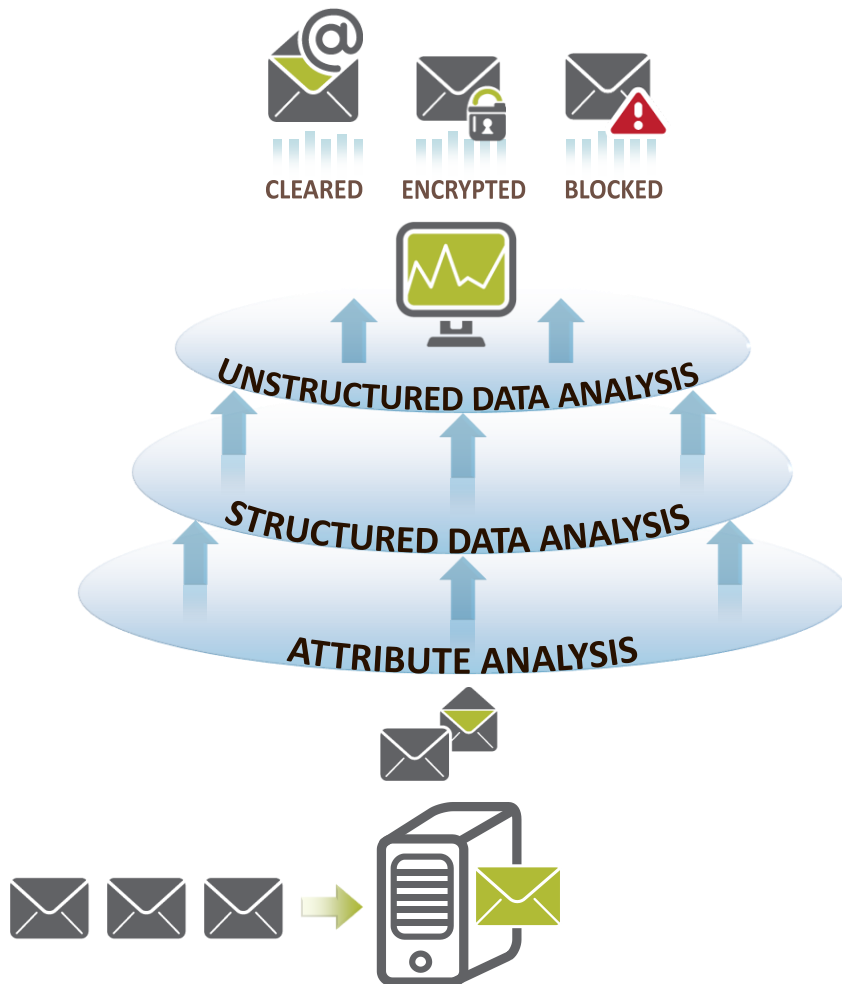 CLEARED
ENCRYPTED
BLOCKED
UNSTRUCTURED DATA ANALYSIS
STRUCTURED DATA ANALYSIS
ATTRIBUTE ANALYSIS